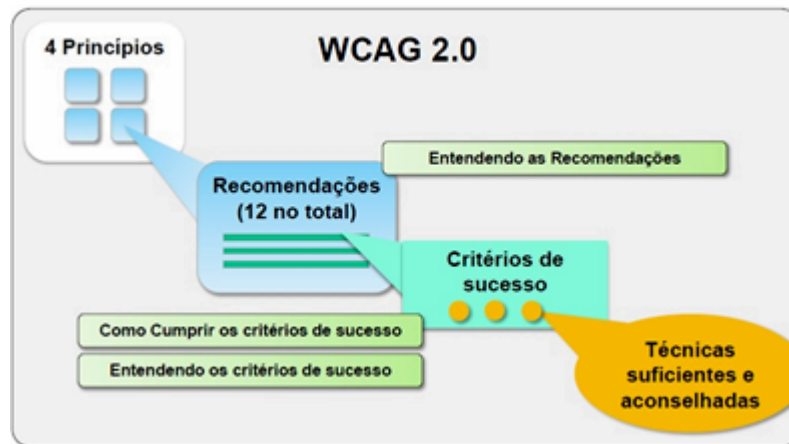 4 Princípios
WCAG 2.0
Entendendo as Recomendações
Recomendações
(12 no total)
Critérios de
sucesso
Como Cumprir os critérios de sucesso
Entendendo os critérios de sucesso
Técnicas
suficientes e
aconselhadas